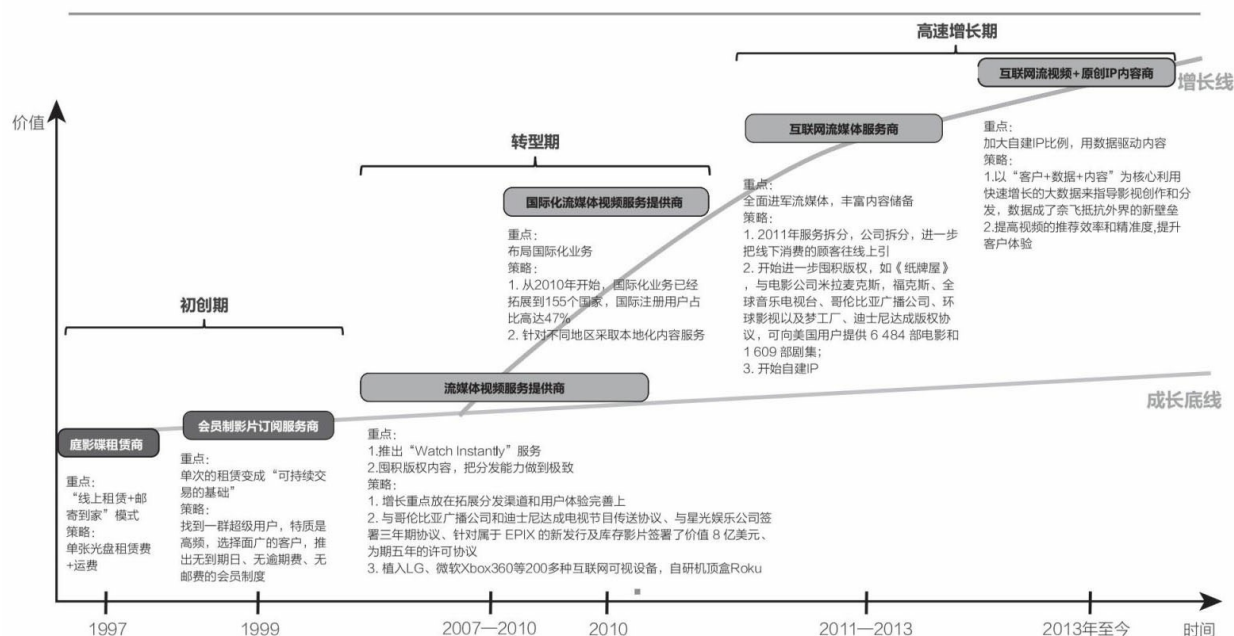 高速增长期
互联网流视频+原创IP内容商
增长线
价值
互联网流媒体服务商
重点:
加大自建IP比例，用数据驱动内容
策略:
1.以“客户+数据+内容”为核心利用
快速增长的大数据来指导影视创作和分
发，数据成了奈飞抵抗外界的新壁垒
2.提高视频的推荐效率和精准度,提升
客户体验
转型期
国际化流媒体视频服务提供商
重点:
全面进军流媒体，丰富内容储备
策略:
1. 2011年服务拆分，公司拆分，进一步
把线下消费的顾客往线上引
2. 开始进一步囤积版权，如《纸牌屋》
，与电影公司米拉麦克斯，福克斯、全
球音乐电视台、哥伦比亚广播公司、环
球影视以及梦工厂、迪士尼达成版权协
议，可向美国用户提供 6 484 部电影和
1 609 部剧集；
3. 开始自建IP
重点:
布局国际化业务
策略:
1. 从2010年开始，国际化业务已经
拓展到155个国家，国际注册用户占
比高达47%
2. 针对不同地区采取本地化内容服务
初创期
流媒体视频服务提供商
成长底线
庭影碟租赁商
会员制影片订阅服务商
重点:
“线上租赁+邮
寄到家”模式
策略:
单张光盘租赁费
+运费
重点:
单次的租赁变成“可持续交
易的基础”
策略:
找到一群超级用户，特质是
高频，选择面广的客户，推
出无到期日、无逾期费、无
邮费的会员制度
重点:
1.推出“Watch Instantly”服务
2.囤积版权内容，把分发能力做到极致
策略:
1. 增长重点放在拓展分发渠道和用户体验完善上
2. 与哥伦比亚广播公司和迪士尼达成电视节目传送协议、与星光娱乐公司签
署三年期协议、针对属于 EPIX 的新发行及库存影片签署了价值 8 亿美元、
为期五年的许可协议
3. 植入LG、微软Xbox360等200多种互联网可视设备，自研机顶盒Roku
1997
1999
2007—2010
2010
2011—2013
2013年至今
时间